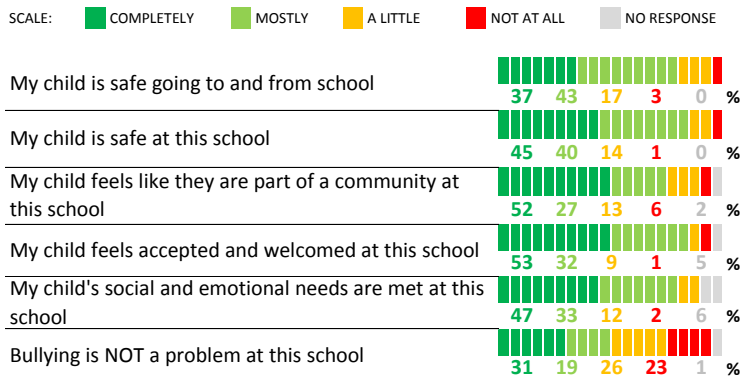 SCALE: COMPLETELY MOSTLY A LITTLE NOT AT ALL NO RESPONSE
My child is safe going to and from school
37 43 17 3 0 %
My child is safe at this school
45 40 14 1 0 %
My child feels like they are part of a community at
this school
52 27 13 6 2 %
My child feels accepted and welcomed at this school
53 32 9 1 5 %
My child's social and emotional needs are met at this
school
47 33 12 2 6 %
Bullying is NOT a problem at this school
31 19 26 23 1 %